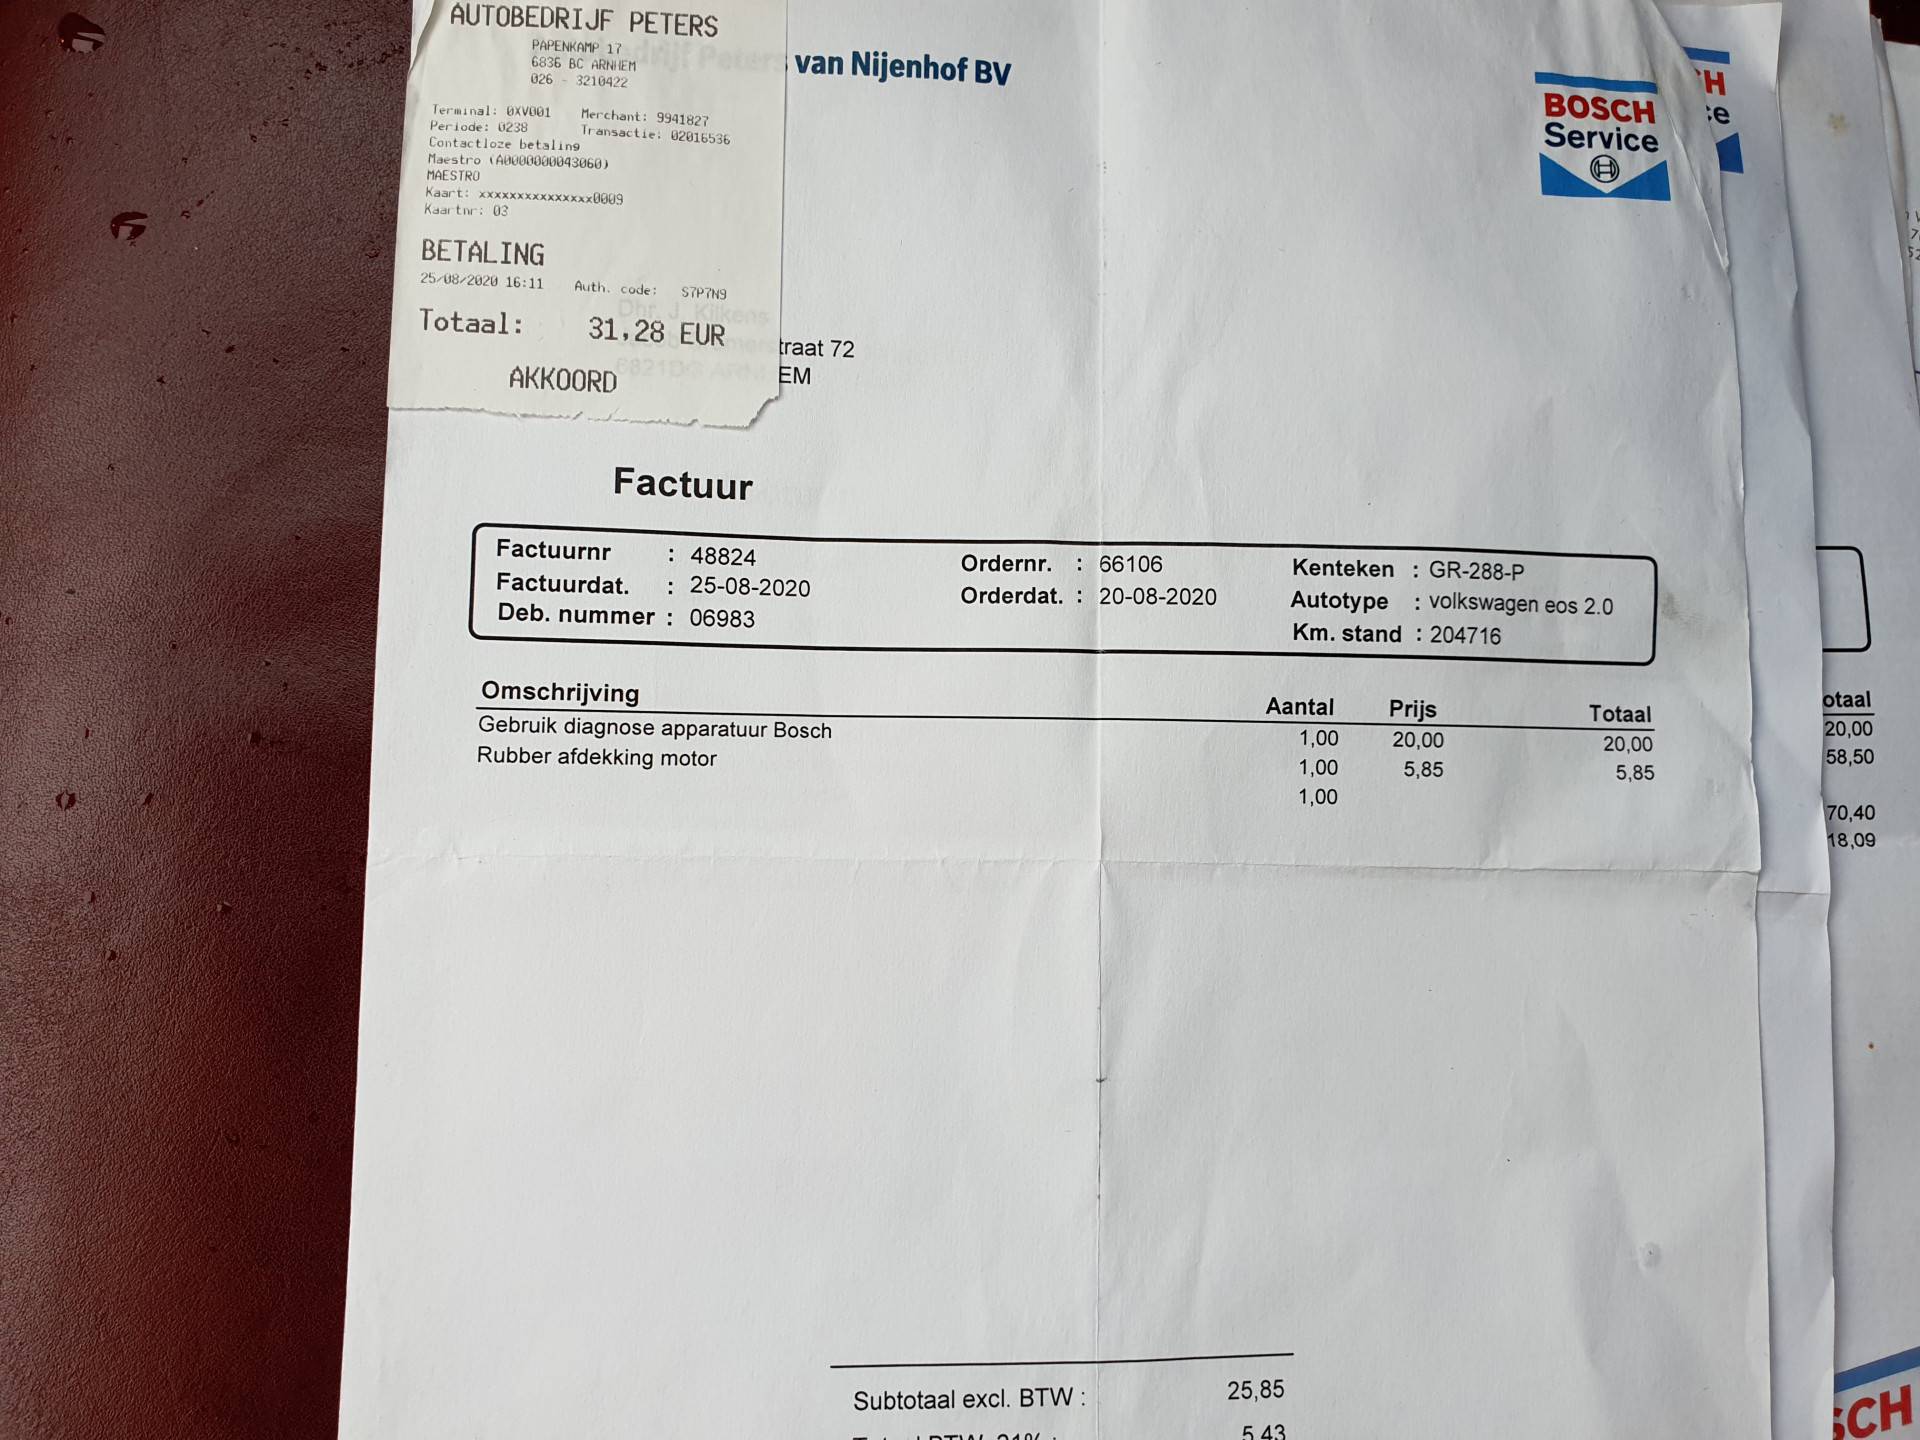 AUTOBEDRIJF PETERS
PAPENKAMP 17
6836 BC ARNHEM
026 - 3210422
Terminal: 0XV001 Merchant: 9941827
Periode: 0238 Transactie: 02016536
Contactloze betaling
Maestro (A0000000043060)
MAESTRO
Kaart: xxxxxxxxxxxxxxx0009
Kaartnr: 03
BETALING
25/08/2020 16:11 Auth. code: S7P7N9
Totaal: 31,28 EUR
AKKOORD
van Nijenhof BV
BOSCH
Service
Dhr. J. Kilkens
traat 72
EM
Factuur
Factuurnr : 48824 Ordernr. : 66106 Kenteken : GR-288-P
Factuurdat. : 25-08-2020 Orderdat. : 20-08-2020 Autotype : volkswagen eos 2.0
Deb. nummer : 06983 Km. stand : 204716
Omschrijving Aantal Prijs Totaal
Gebruik diagnose apparatuur Bosch 1,00 20,00 20,00
Rubber afdekking motor 1,00 5,85 5,85
1,00
Subtotaal excl. BTW : 25,85
5,43
H
e
otaal
20,00
58,50
70,40
18,09
SCH